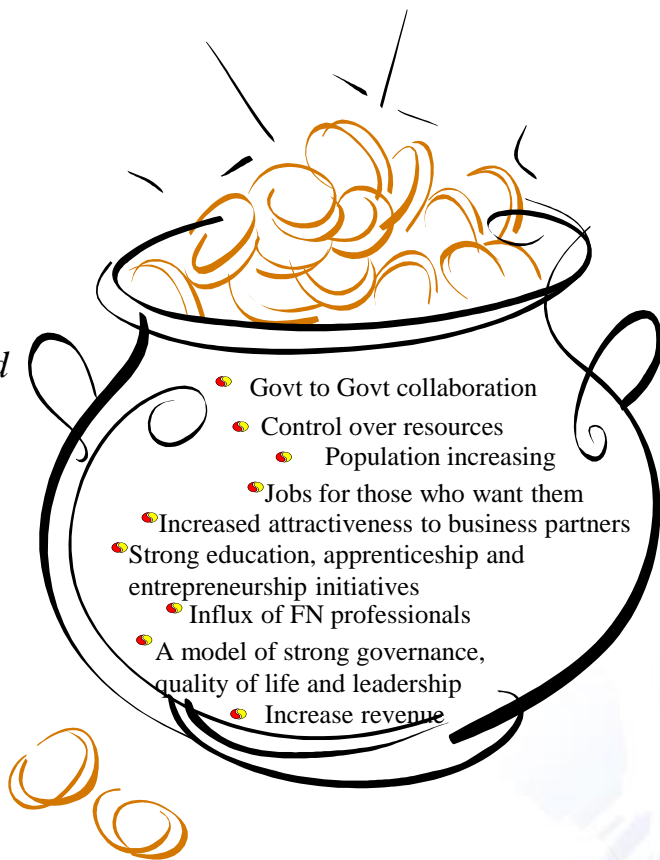 Govt to Govt collaboration
Control over resources
Population increasing
Jobs for those who want them
Increased attractiveness to business partners
Strong education, apprenticeship and
entrepreneurship initiatives
Influx of FN professionals
A model of strong governance,
quality of life and leadership
Increase revenue